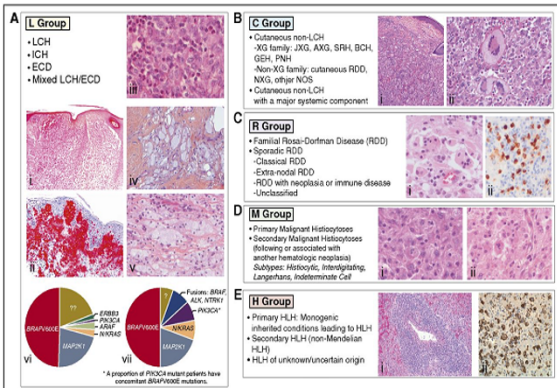 A
L Group
• LCH
• ICH
• ECD
• Mixed LCH/ECD
iii
i
iv
ii
v
??
ERBB3
PIK3CA
ARAF
N/KRAS
MAP2K1
BRAFV600E
vi
?
Fusions: BRAF,
ALK, NTRK1
PIK3CA*
N/KRAS
MAP2K1
BRAFV600E
vii
* A proportion of PIK3CA mutant patients have
concomitant BRAFV600E mutations.
B
C Group
• Cutaneous non-LCH
-XG family: JXG, AXG, SRH, BCH,
GEH, PNH
-Non-XG family: cutaneous RDD,
NXG, othjer NOS
• Cutaneous non-LCH
with a major systemic component
i
ii
C
R Group
• Familial Rosai-Dorfman Disease (RDD)
• Sporadic RDD
-Classical RDD
-Extra-nodal RDD
-RDD with neoplasia or immune disease
-Unclassified
i
ii
D
M Group
• Primary Malignant Histiocytoses
• Secondary Malignant Histiocytoses
(following or associated with
another hematologic neoplasia)
Subtypes: Histiocytic, Interdigitating,
Langerhans, Indeterminate Cell
i
ii
E
H Group
• Primary HLH: Monogenic
inherited conditions leading to HLH
• Secondary HLH (non-Mendelian
HLH)
• HLH of unknown/uncertain origin
i
ii